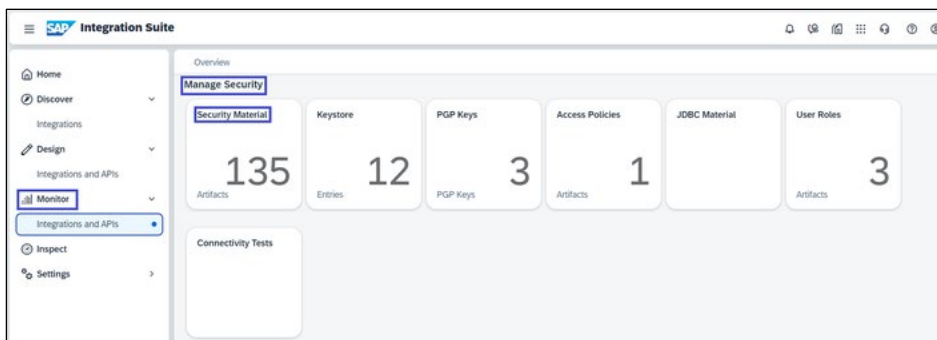 SAP Integration Suite
Home
Discover
Integrations
Design
Integrations and APIs
Monitor
Integrations and APIs
Inspect
Settings
Overview
Manage Security
Security Material
135
Artifacts
Keystore
12
Entries
PGP Keys
3
PGP Keys
Access Policies
1
Artifacts
JDBC Material
User Roles
3
Artifacts
Connectivity Tests